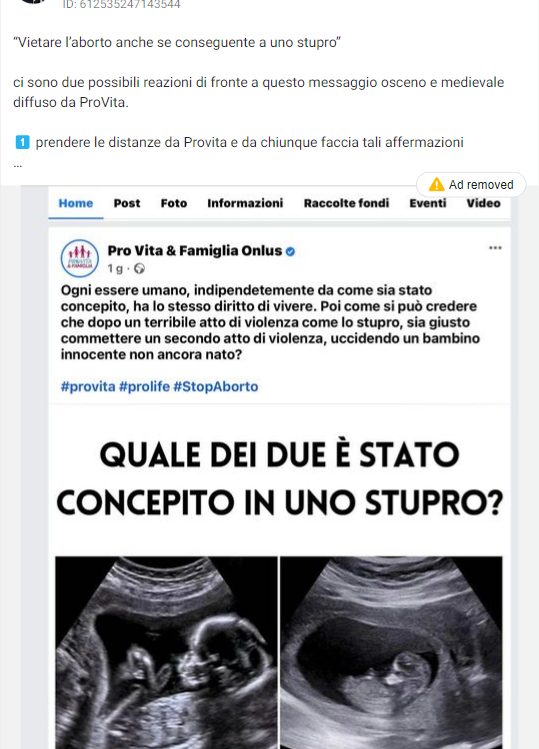 ID: 612535247143544
“Vietare l’aborto anche se conseguente a uno stupro”
ci sono due possibili reazioni di fronte a questo messaggio osceno e medievale
diffuso da ProVita.
1️⃣ prendere le distanze da Provita e da chiunque faccia tali affermazioni
...
Ad removed
Home Post Foto Informazioni Raccolte fondi Eventi Video
Pro Vita & Famiglia Onlus
1 g ·
Ogni essere umano, indipendetemente da come sia stato
concepito, ha lo stesso diritto di vivere. Poi come si può credere
che dopo un terribile atto di violenza come lo stupro, sia giusto
commettere un secondo atto di violenza, uccidendo un bambino
innocente non ancora nato?
#provita #prolife #StopAborto
QUALE DEI DUE È STATO
CONCEPITO IN UNO STUPRO?